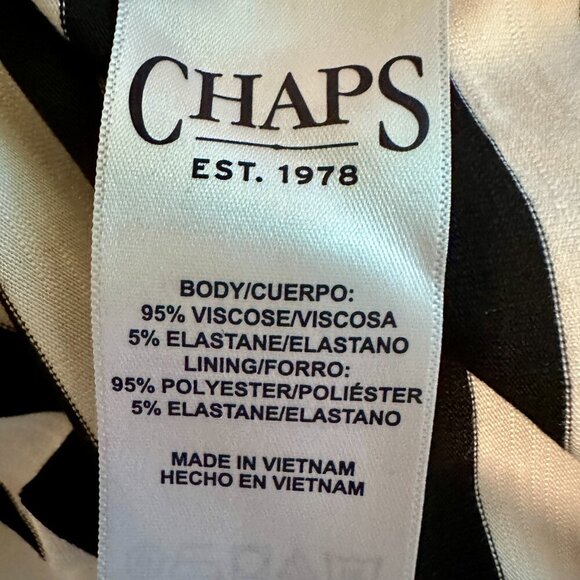 CHAPS
EST. 1978
BODY/CUERPO:
95% VISCOSE/VISCOSA
5% ELASTANE/ELASTANO
LINING/FORRO:
95% POLYESTER/POLIÉSTER
5% ELASTANE/ELASTANO
MADE IN VIETNAM
HECHO EN VIETNAM